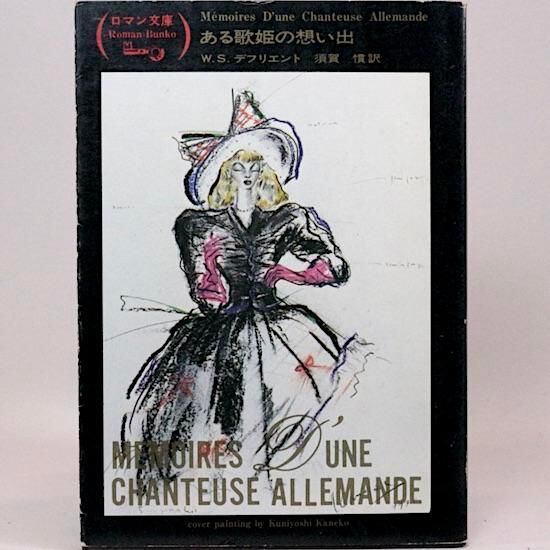 ロマン文庫
Roman Bunko
Mémoires D'une Chanteuse Allemande
ある歌姫の想い出
W.S.デフリエント 須賀 慣訳
MÉMOIRES D'UNE
CHANTEUSE ALLEMANDE
cover painting by Kuniyoshi Kaneko